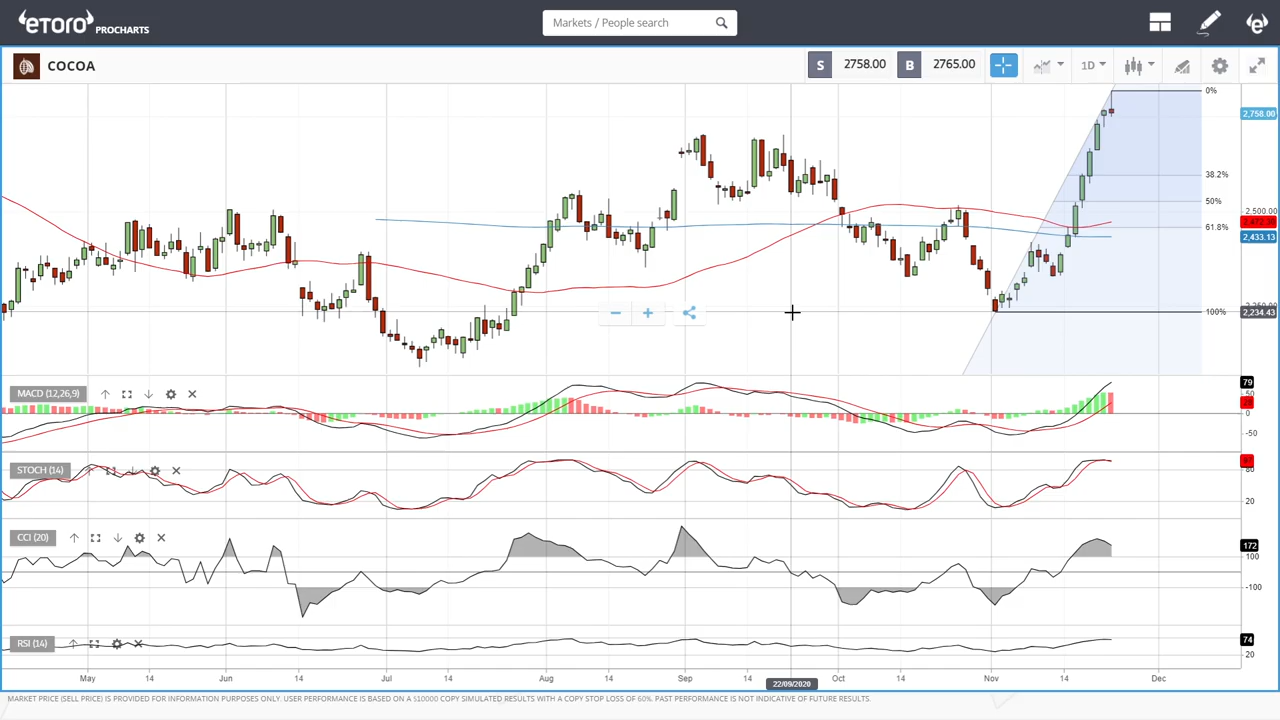 eToro PROCHARTS
Markets / People search
COCOA
S 2758.00 B 2765.00 1D
0%
2,758.00
38.2%
50%
2,500.00
61.8%
2,433.13
100%
2,234.43
MACD (12,26,9)
79
50
0
-50
STOCH (14)
80
20
CCI (20)
172
100
-100
RSI (14)
74
20
May 14 Jun 14 Jul 14 Aug 14 Sep 14 22/09/2020 Oct 14 Nov 14 Dec
MARKET PRICE (SELL PRICE) IS PROVIDED FOR INFORMATION PURPOSES ONLY. USER PERFORMANCE IS BASED ON A $10000 COPY SIMULATED RESULTS WITH A COPY STOP LOSS OF 60%. PAST PERFORMANCE IS NOT INDICATIVE OF FUTURE RESULTS.